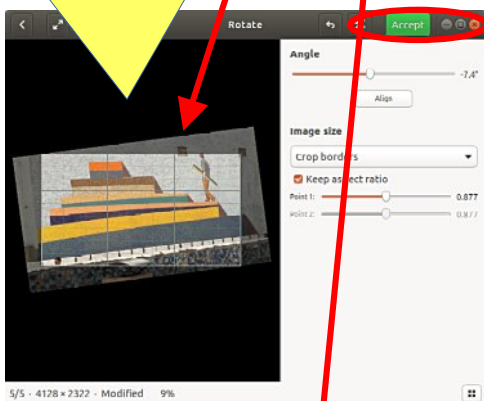 Rotate
Accept
Angle
-7.4°
Align
Image size
Crop borders
Keep aspect ratio
Point 1: 0.877
Point 2: 0.877
5/5 · 4128 × 2322 · Modified 9%